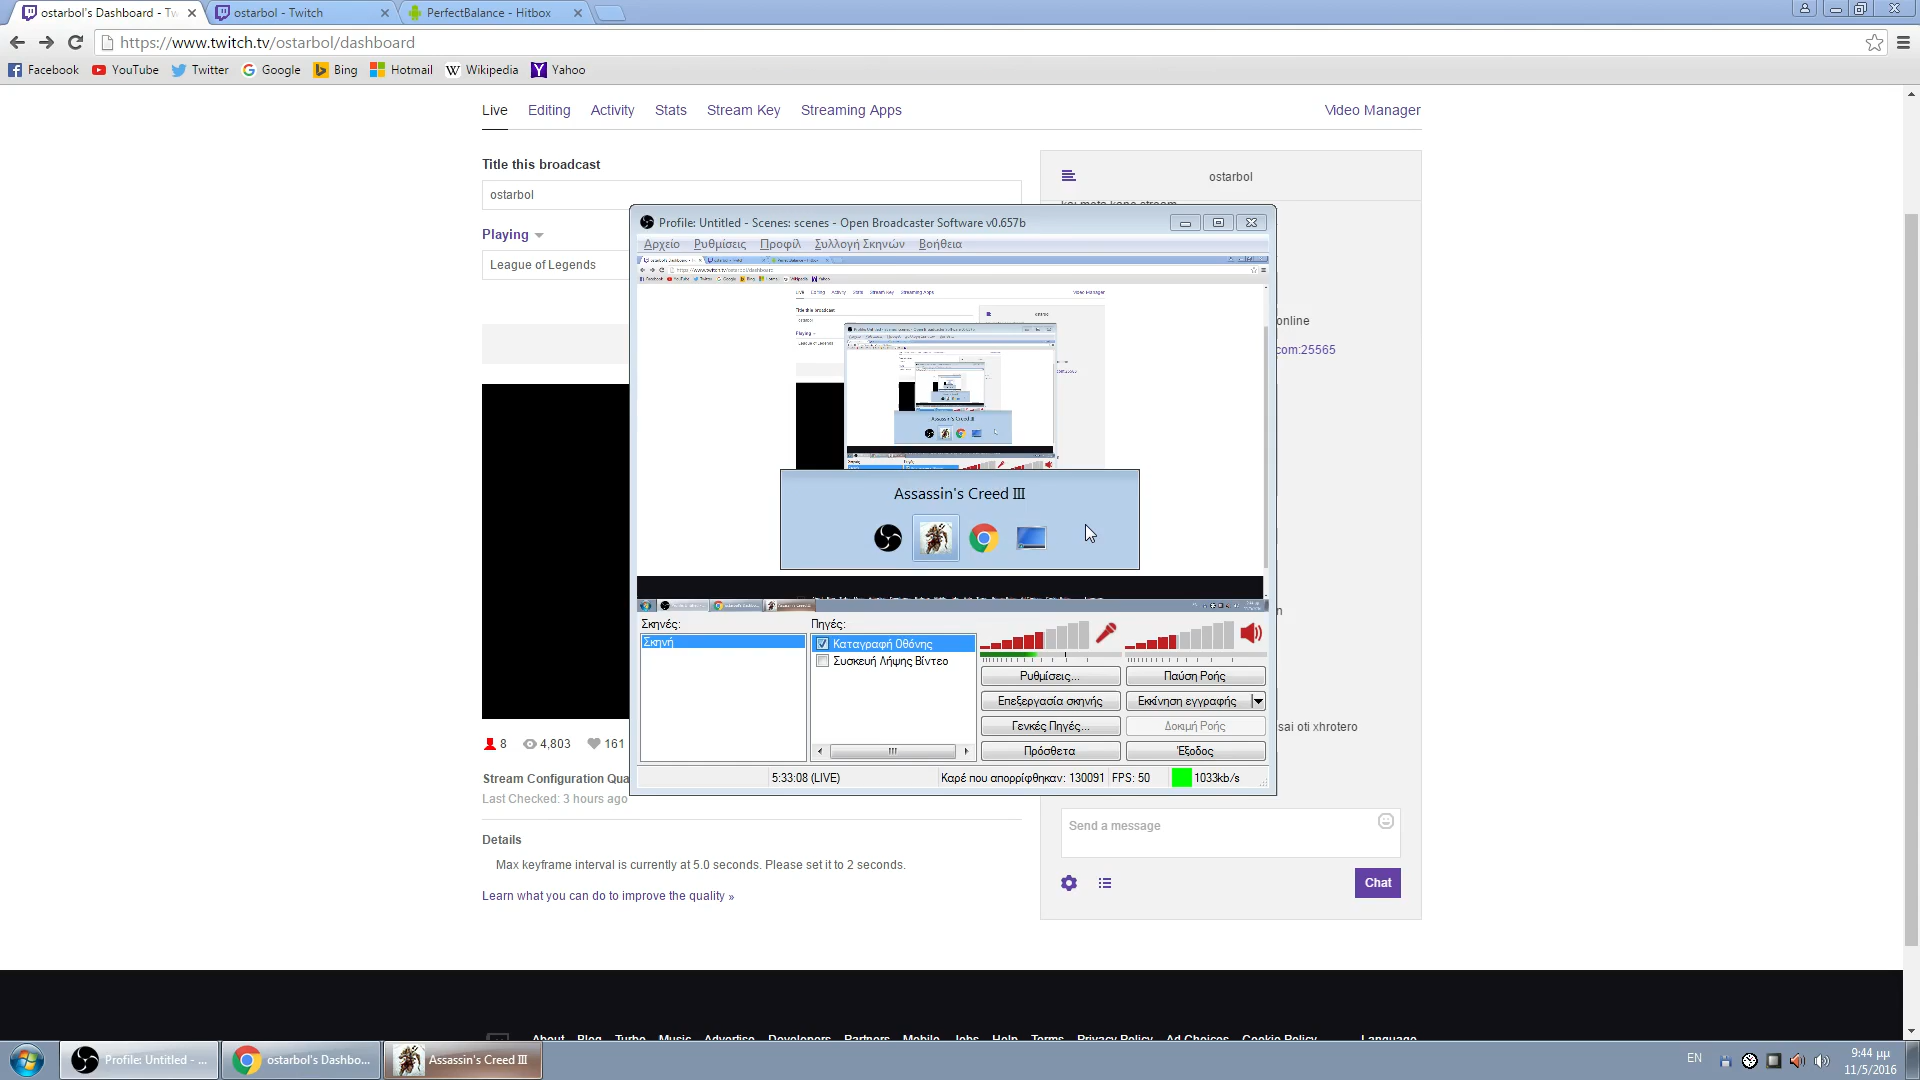 ostarbol's Dashboard - Tw
ostarbol - Twitch
PerfectBalance - Hitbox
https://www.twitch.tv/ostarbol/dashboard
Facebook YouTube Twitter Google Bing Hotmail Wikipedia Yahoo
Live Editing Activity Stats Stream Key Streaming Apps Video Manager
Title this broadcast
ostarbol
Playing
League of Legends
ostarbol
Profile: Untitled - Scenes: scenes - Open Broadcaster Software v0.657b
Αρχείο Ρυθμίσεις Προφίλ Συλλογή Σκηνών Βοήθεια
online
com:25565
Assassin's Creed III
Σκηνές:
Σκηνή
Πηγές:
Καταγραφή Οθόνης
Συσκευή Λήψης Βίντεο
Ρυθμίσεις...
Παύση Ροής
Επεξεργασία σκηνής
Εκκίνηση εγγραφής
Γενκές Πηγές...
Δοκιμή Ροής
Πρόσθετα
Έξοδος
5:33:08 (LIVE)
Καρέ που απορρίφθηκαν: 130091
FPS: 50
1033kb/s
sai oti xhrotero
8 4,803 161
Stream Configuration Qua
Last Checked: 3 hours ago
Details
Max keyframe interval is currently at 5.0 seconds. Please set it to 2 seconds.
Learn what you can do to improve the quality »
Send a message
Chat
About Blog Turbo Music Advertise Developers Partners Mobile Jobs Help Terms Privacy Policy Ad Choices Cookie Policy Language
Profile: Untitled - ...
ostarbol's Dashbo...
Assassin's Creed III
EN
9:44 μμ
11/5/2016